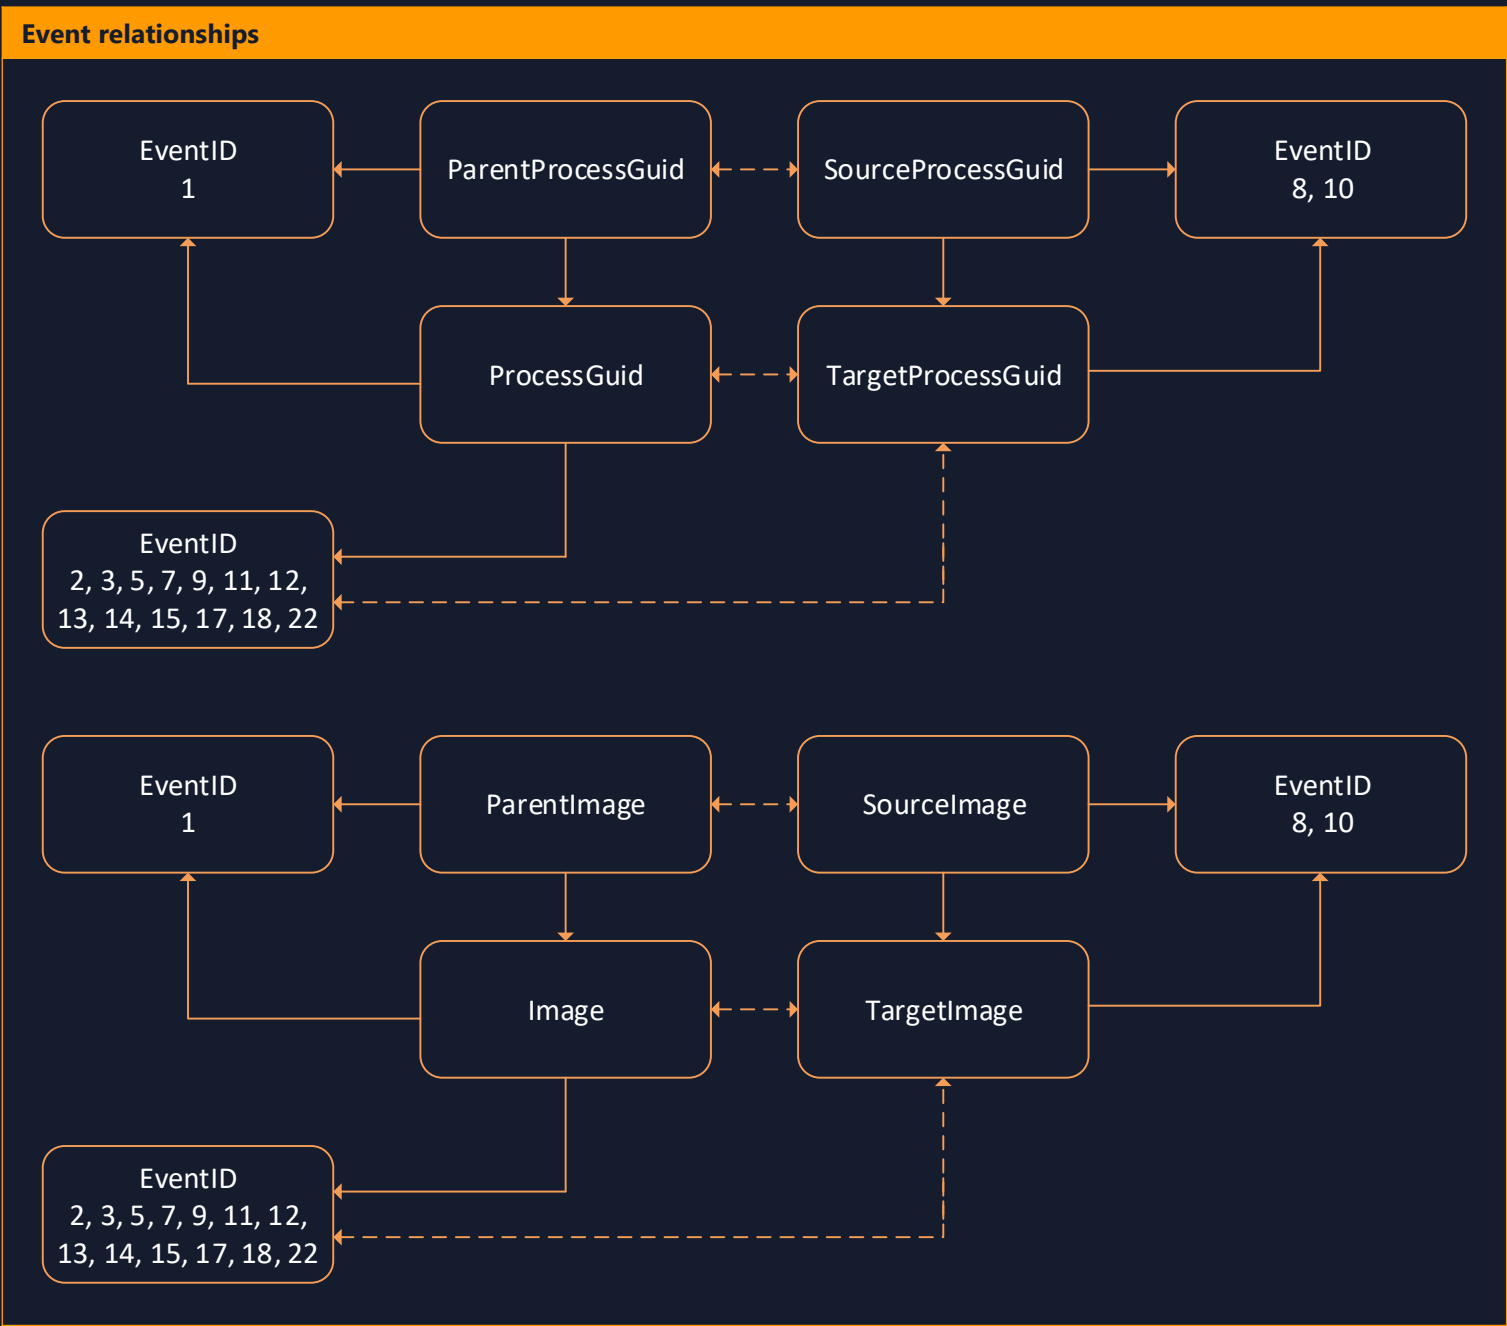 Event relationships
EventID
1
ParentProcessGuid
SourceProcessGuid
EventID
8, 10
ProcessGuid
TargetProcessGuid
EventID
2, 3, 5, 7, 9, 11, 12,
13, 14, 15, 17, 18, 22
EventID
1
ParentImage
SourceImage
EventID
8, 10
Image
TargetImage
EventID
2, 3, 5, 7, 9, 11, 12,
13, 14, 15, 17, 18, 22